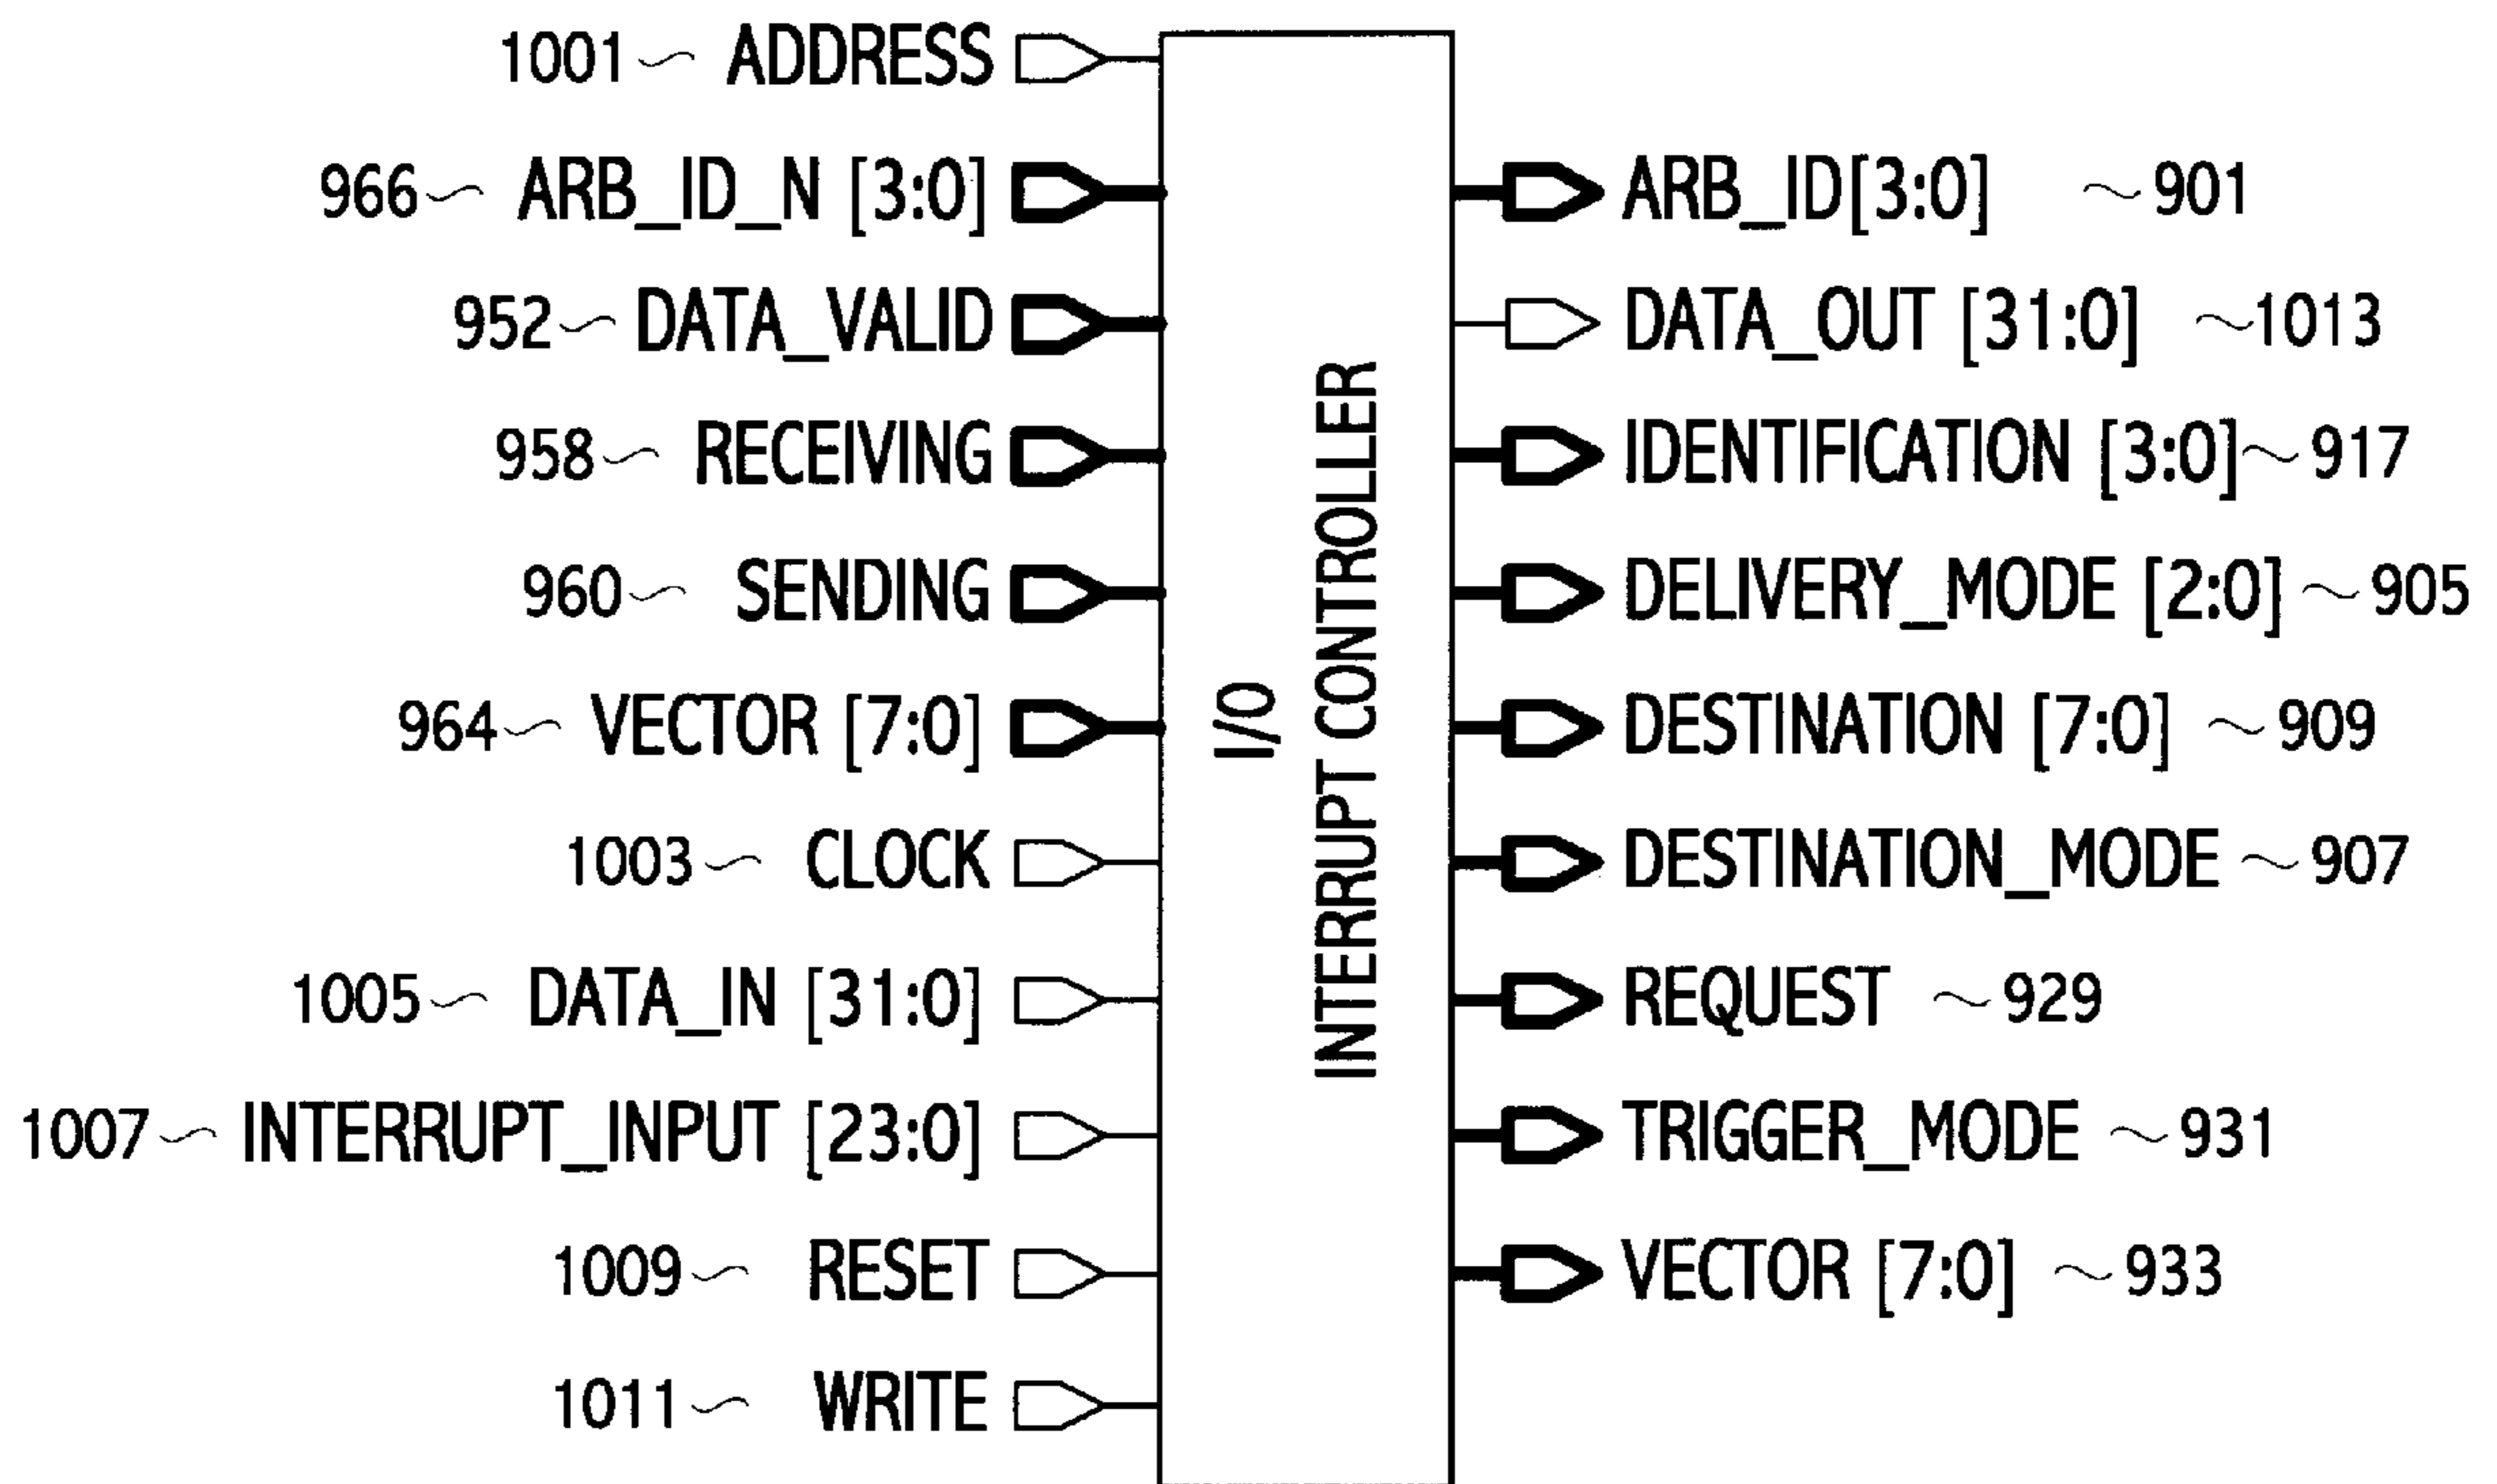 1001 ADDRESS
966 ARB_ID_N [3:0]
952 DATA_VALID
958 RECEIVING
960 SENDING
964 VECTOR [7:0]
1003 CLOCK
1005 DATA_IN [31:0]
1007 INTERRUPT_INPUT [23:0]
1009 RESET
1011 WRITE
I/O
INTERRUPT CONTROLLER
ARB_ID[3:0] 901
DATA_OUT [31:0] 1013
IDENTIFICATION [3:0] 917
DELIVERY_MODE [2:0] 905
DESTINATION [7:0] 909
DESTINATION_MODE 907
REQUEST 929
TRIGGER_MODE 931
VECTOR [7:0] 933